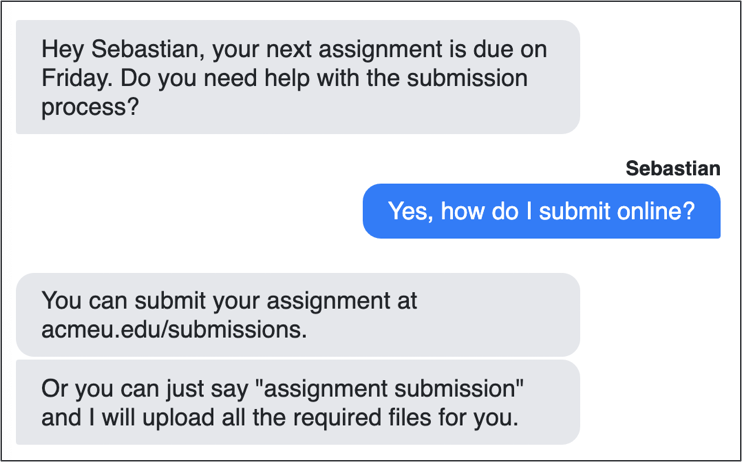 Hey Sebastian, your next assignment is due on
Friday. Do you need help with the submission
process?
Sebastian
Yes, how do I submit online?
You can submit your assignment at
acmeu.edu/submissions.
Or you can just say "assignment submission"
and I will upload all the required files for you.